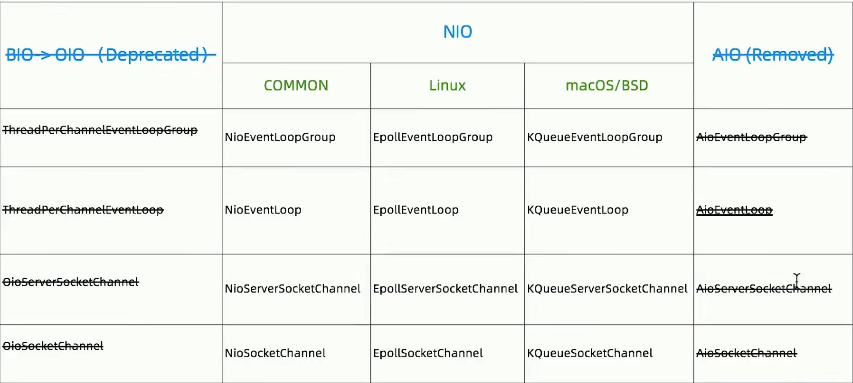 BIO -> OIO （Deprecated）
NIO
AIO (Removed)
COMMON
Linux
macOS/BSD
ThreadPerChannelEventLoopGroup
NioEventLoopGroup
EpollEventLoopGroup
KQueueEventLoopGroup
AioEventLoopGroup
ThreadPerChannelEventLoop
NioEventLoop
EpollEventLoop
KQueueEventLoop
AioEventLoop
OioServerSocketChannel
NioServerSocketChannel
EpollServerSocketChannel
KQueueServerSocketChannel
AioServerSocketChannel
OioSocketChannel
NioSocketChannel
EpollSocketChannel
KQueueSocketChannel
AioSocketChannel